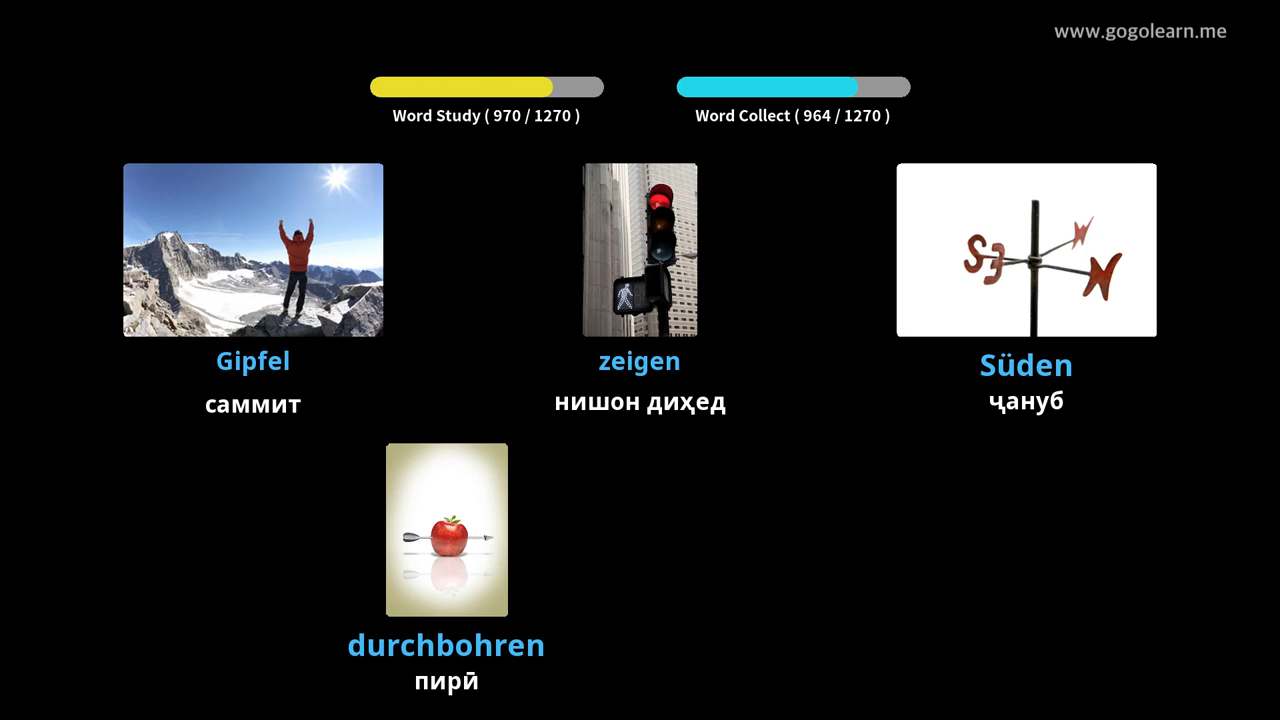 www.gogolearn.me
Word Study ( 970 / 1270 )
Word Collect ( 964 / 1270 )
Gipfel
саммит
zeigen
нишон диҳед
S
E
N
Süden
ҷануб
durchbohren
пирӣ